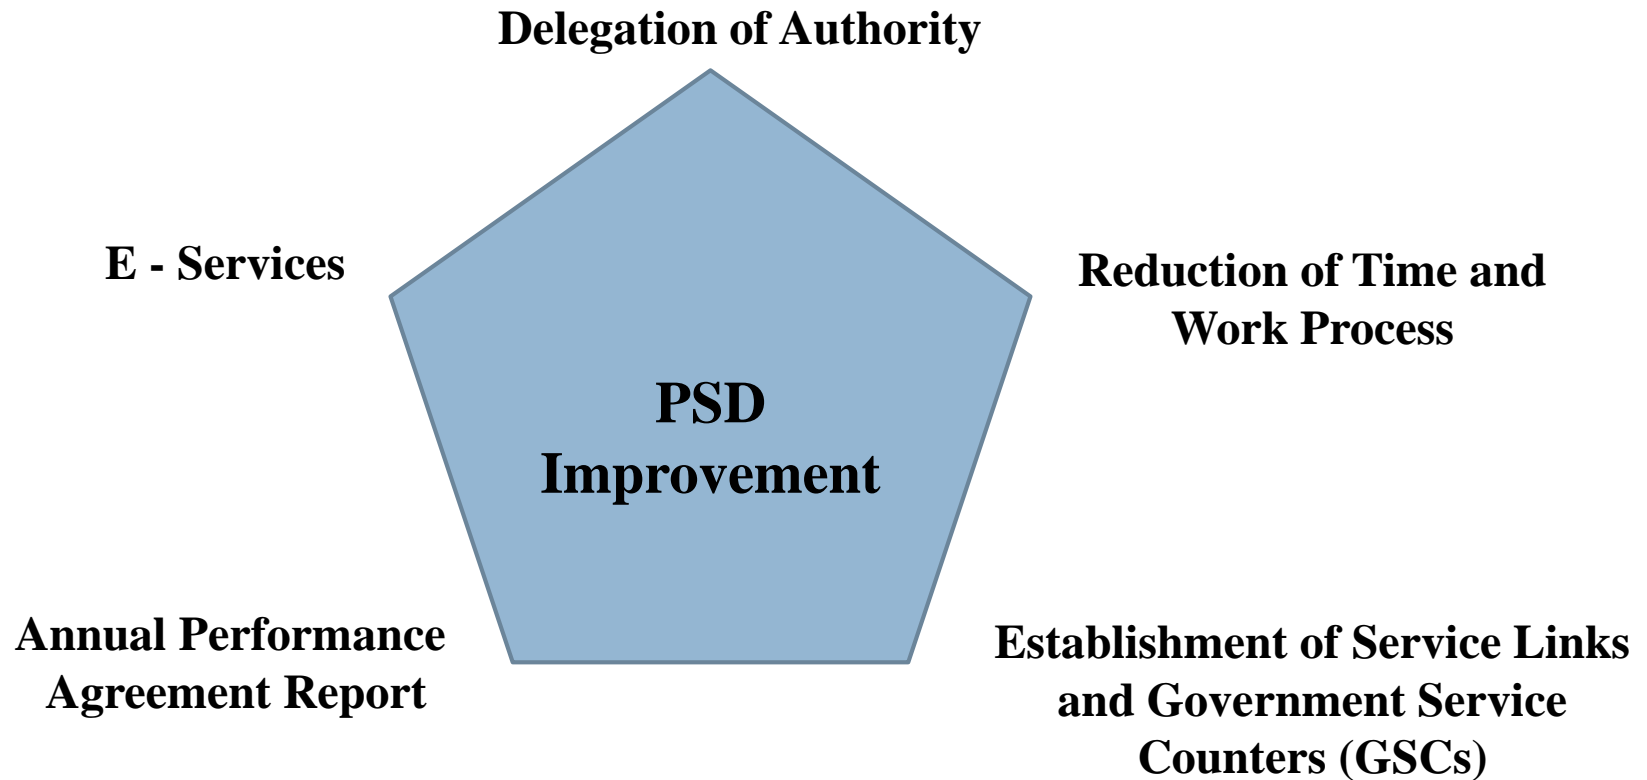 Delegation of Authority
E - Services
Reduction of Time and
Work Process
PSD
Improvement
Annual Performance
Agreement Report
Establishment of Service Links
and Government Service
Counters (GSCs)